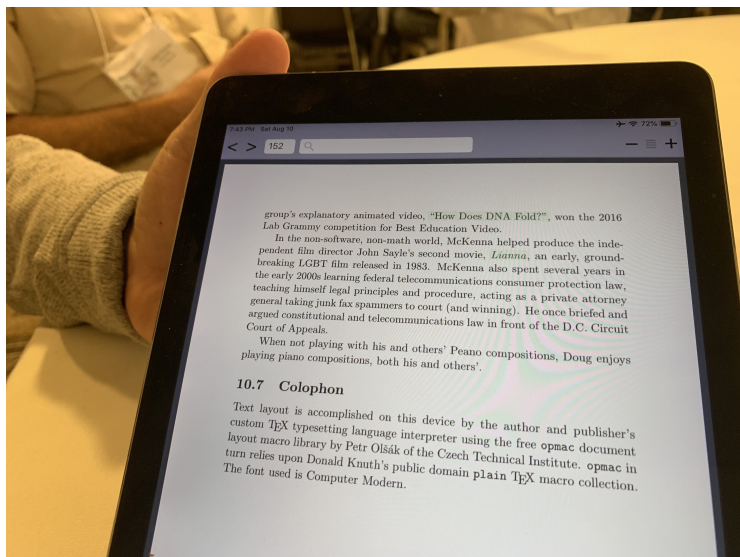 7:43 PM Sat Aug 10
72%
152
group's explanatory animated video, “How Does DNA Fold?”, won the 2016
Lab Grammy competition for Best Education Video.
In the non-software, non-math world, McKenna helped produce the inde-
pendent film director John Sayle's second movie, Lianna, an early, ground-
breaking LGBT film released in 1983. McKenna also spent several years in
the early 2000s learning federal telecommunications consumer protection law,
teaching himself legal principles and procedure, acting as a private attorney
general taking junk fax spammers to court (and winning). He once briefed and
argued constitutional and telecommunications law in front of the D.C. Circuit
Court of Appeals.
When not playing with his and others' Peano compositions, Doug enjoys
playing piano compositions, both his and others'.
10.7 Colophon
Text layout is accomplished on this device by the author and publisher's
custom TEX typesetting language interpreter using the free opmac document
layout macro library by Petr Olšák of the Czech Technical Institute. opmac in
turn relies upon Donald Knuth's public domain plain TEX macro collection.
The font used is Computer Modern.